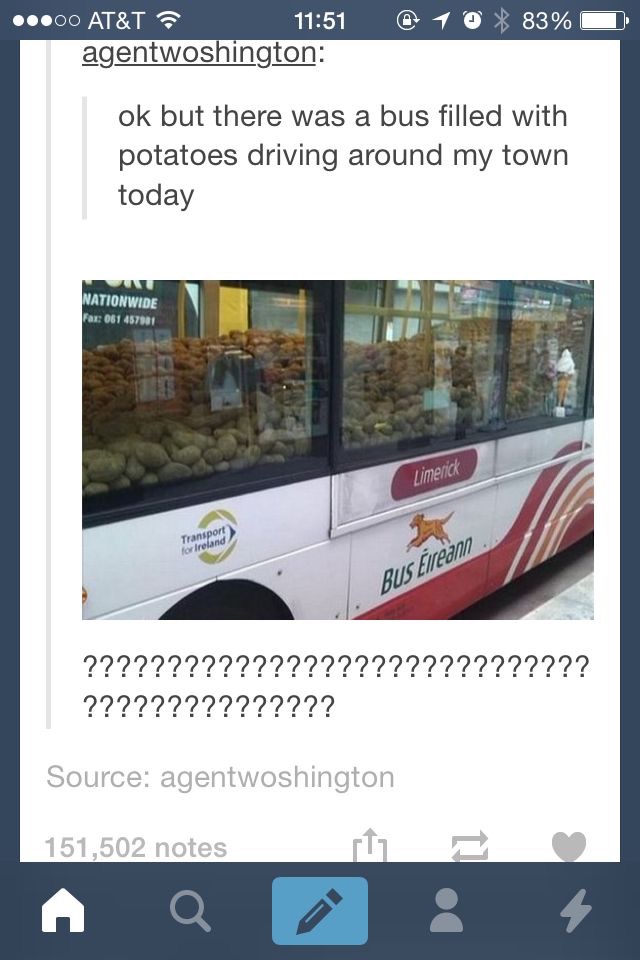 AT&T 11:51 83%
agentwoshington:
ok but there was a bus filled with
potatoes driving around my town
today
NATIONWIDE
Fax: 061 457981
Limerick
Transport
for Ireland
Bus Éireann
??????????????????????????????
???????????????
Source: agentwoshington
151,502 notes